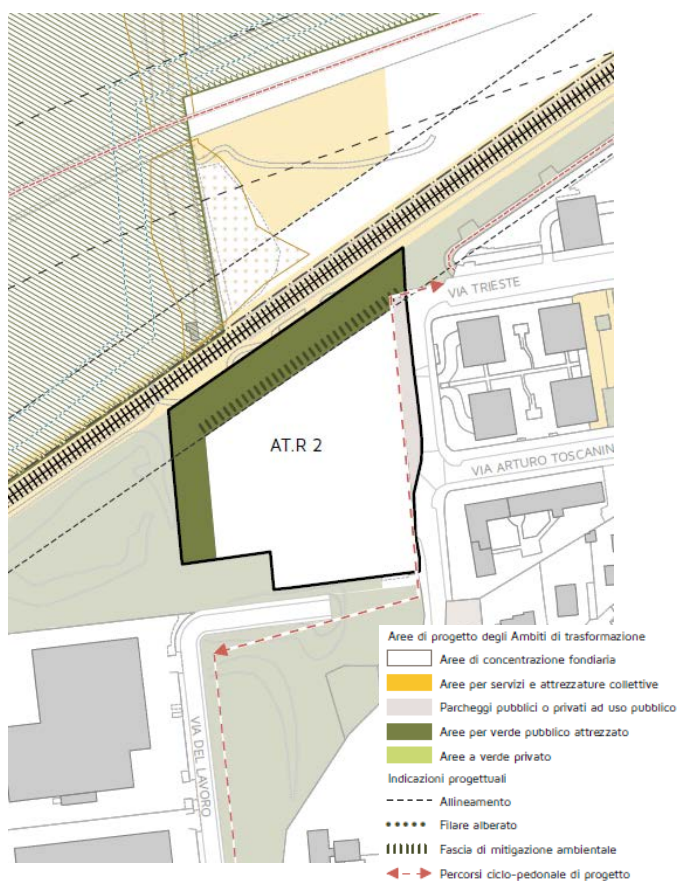 VIA TRIESTE
AT.R 2
VIA ARTURO TOSCANIN
VIA DEL LAVORO
Aree di progetto degli Ambiti di trasformazione
Aree di concentrazione fondiaria
Aree per servizi e attrezzature collettive
Parcheggi pubblici o privati ad uso pubblico
Aree per verde pubblico attrezzato
Aree a verde privato
Indicazioni progettuali
Allineamento
Filare alberato
Fascia di mitigazione ambientale
Percorsi ciclo-pedonale di progetto